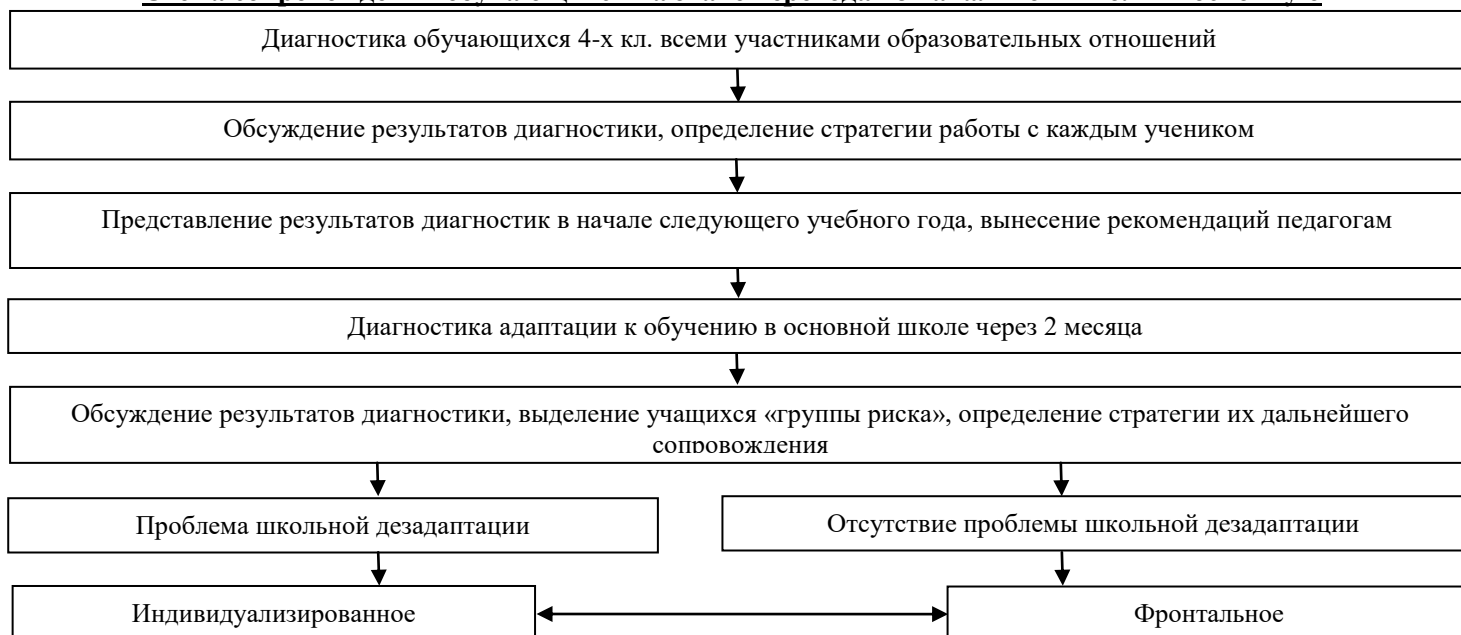 Диагностика обучающихся 4-х кл. всеми участниками образовательных отношений
Обсуждение результатов диагностики, определение стратегии работы с каждым учеником
Представление результатов диагностик в начале следующего учебного года, вынесение рекомендаций педагогам
Диагностика адаптации к обучению в основной школе через 2 месяца
Обсуждение результатов диагностики, выделение учащихся «группы риска», определение стратегии их дальнейшего
сопровождения
Проблема школьной дезадаптации
Отсутствие проблемы школьной дезадаптации
Индивидуализированное
Фронтальное